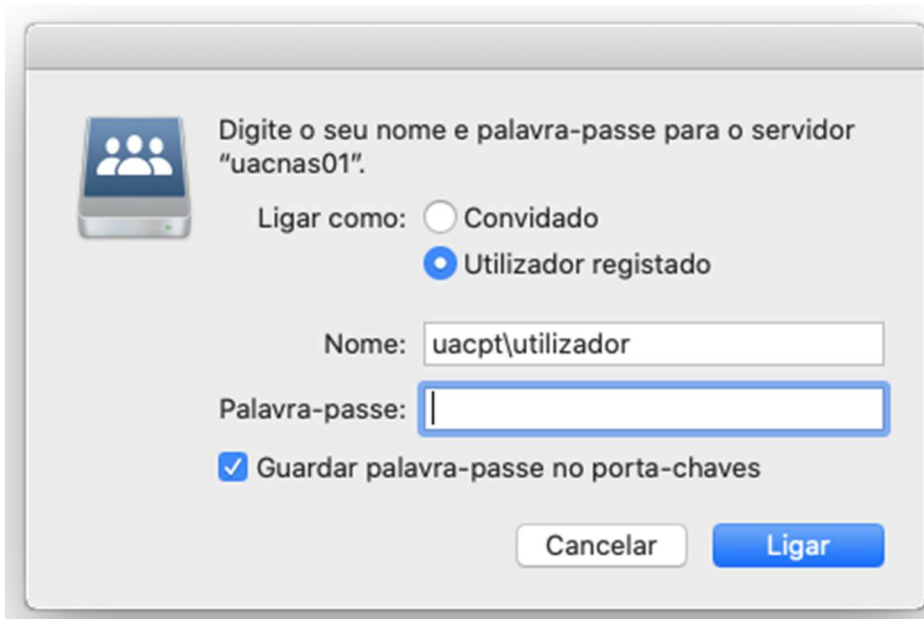 Digite o seu nome e palavra-passe para o servidor
“uacnas01”.
Ligar como: Convidado
Utilizador registado
Nome: uacpt\utilizador
Palavra-passe:
Guardar palavra-passe no porta-chaves
Cancelar Ligar